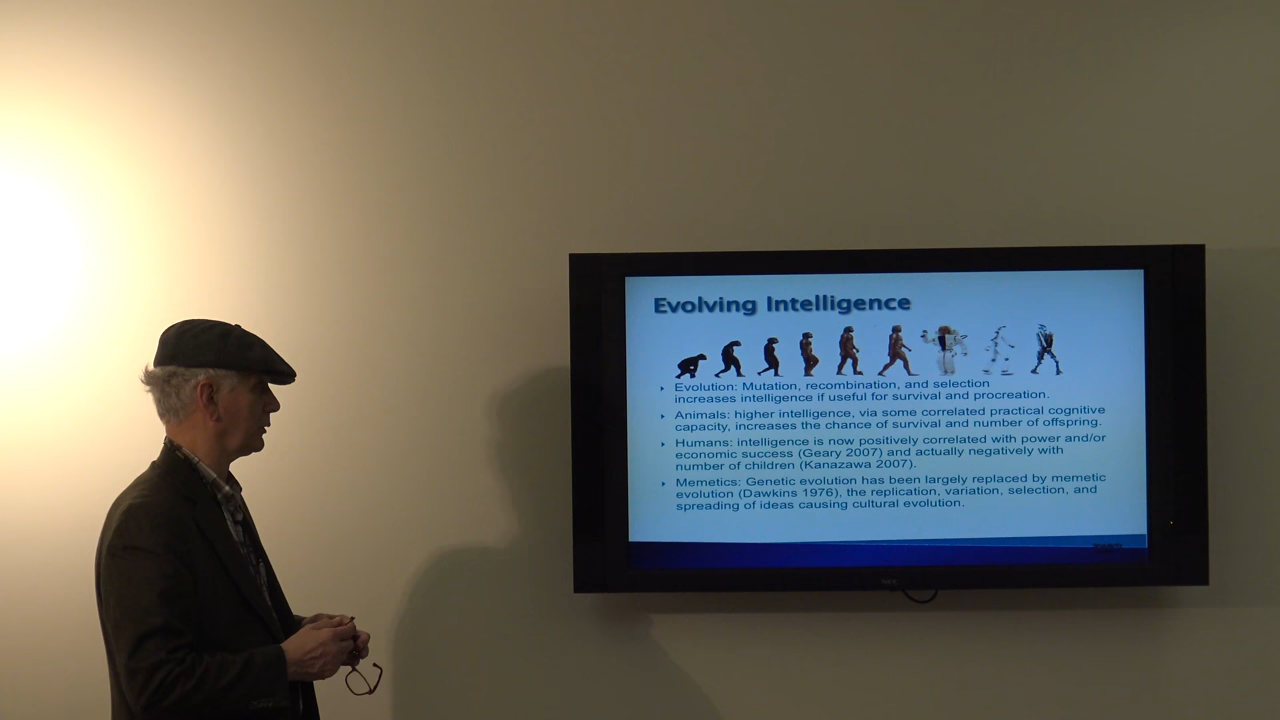 Evolving Intelligence
Evolution: Mutation, recombination, and selection
increases intelligence if useful for survival and procreation.
Animals: higher intelligence, via some correlated practical cognitive
capacity, increases the chance of survival and number of offspring.
Humans: intelligence is now positively correlated with power and/or
economic success (Geary 2007) and actually negatively with
number of children (Kanazawa 2007).
Memetics: Genetic evolution has been largely replaced by memetic
evolution (Dawkins 1976), the replication, variation, selection, and
spreading of ideas causing cultural evolution.